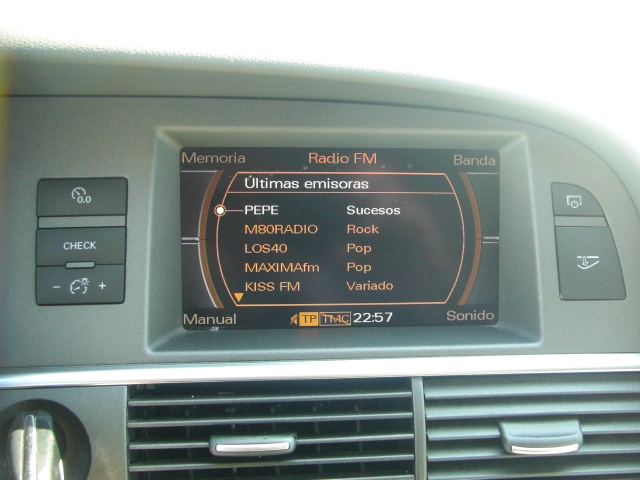 Memoria Radio FM Banda
Últimas emisoras
PEPE Sucesos
M80RADIO Rock
LOS40 Pop
MAXIMAfm Pop
KISS FM Variado
Manual TP TMC 22:57 Sonido
0.0
CHECK
- +